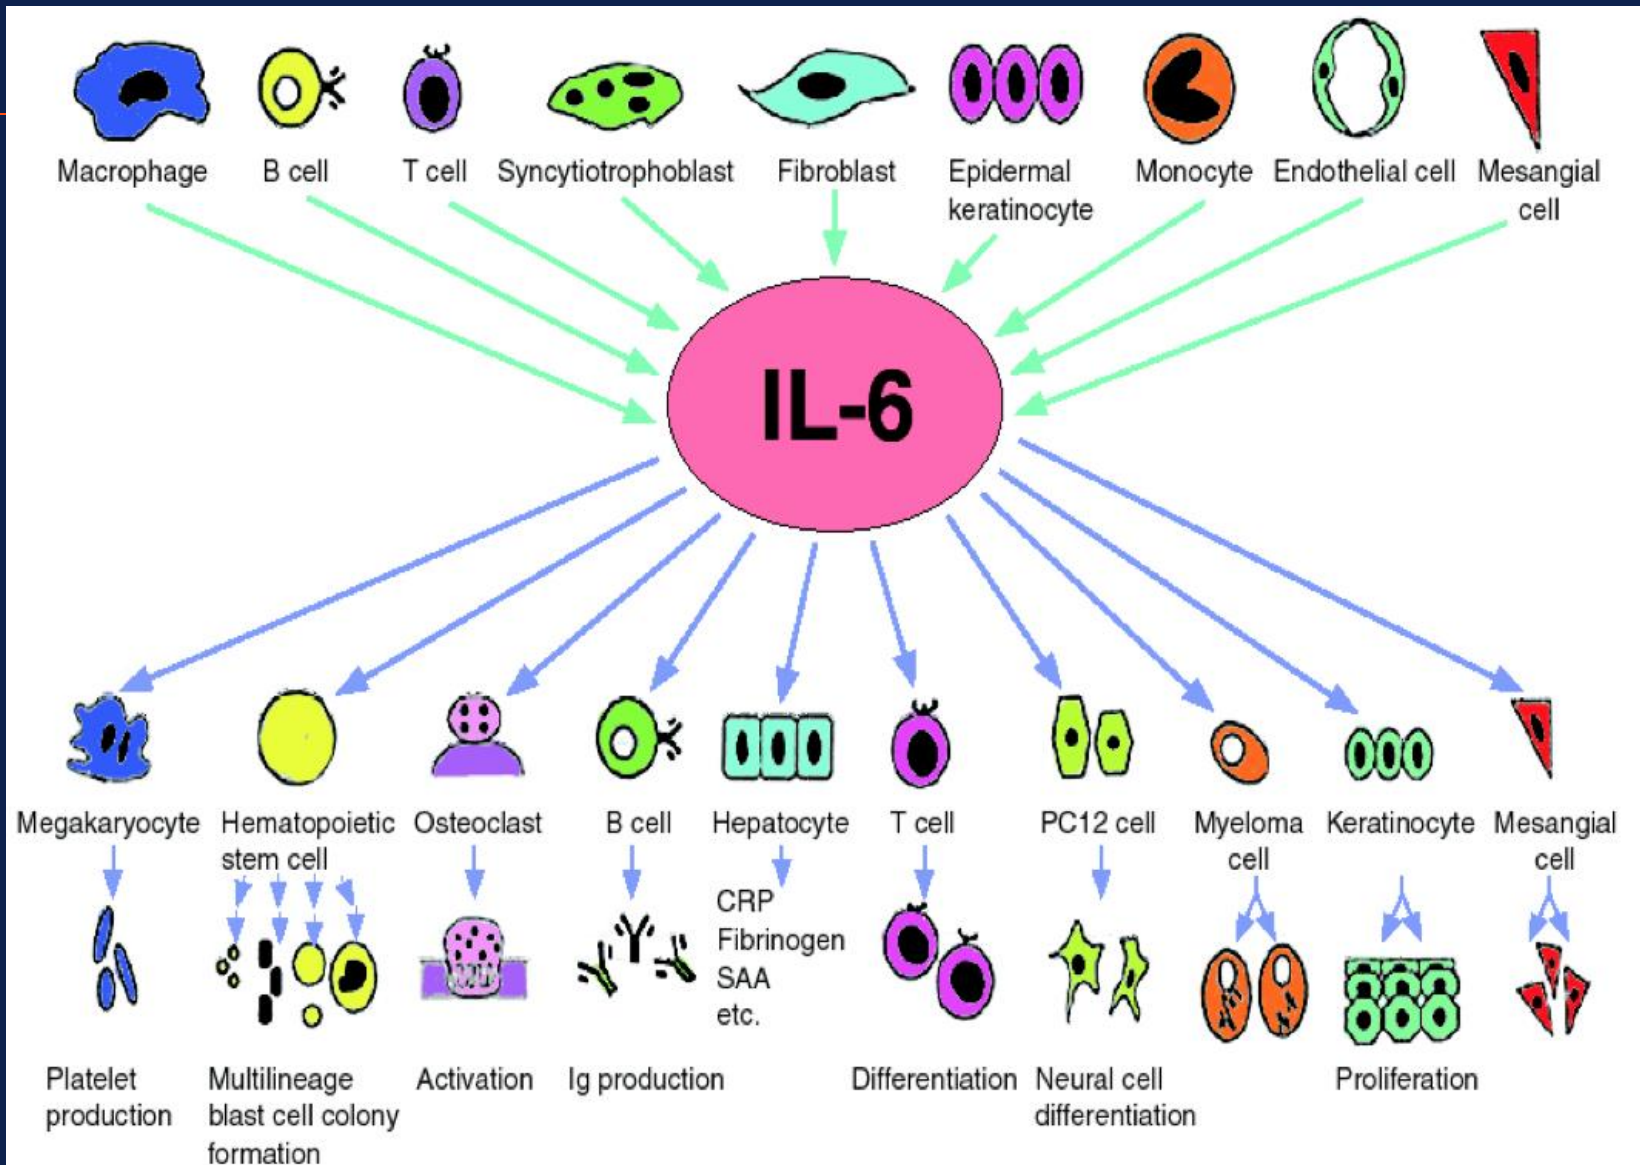 Macrophage
B cell
T cell
Syncytiotrophoblast
Fibroblast
Epidermal
keratinocyte
Monocyte
Endothelial cell
Mesangial
cell
IL-6
Megakaryocyte
Hematopoietic
stem cell
Osteoclast
B cell
Hepatocyte
T cell
PC12 cell
Myeloma
cell
Keratinocyte
Mesangial
cell
CRP
Fibrinogen
SAA
etc.
Platelet
production
Multilineage
blast cell colony
formation
Activation
Ig production
Differentiation
Neural cell
differentiation
Proliferation